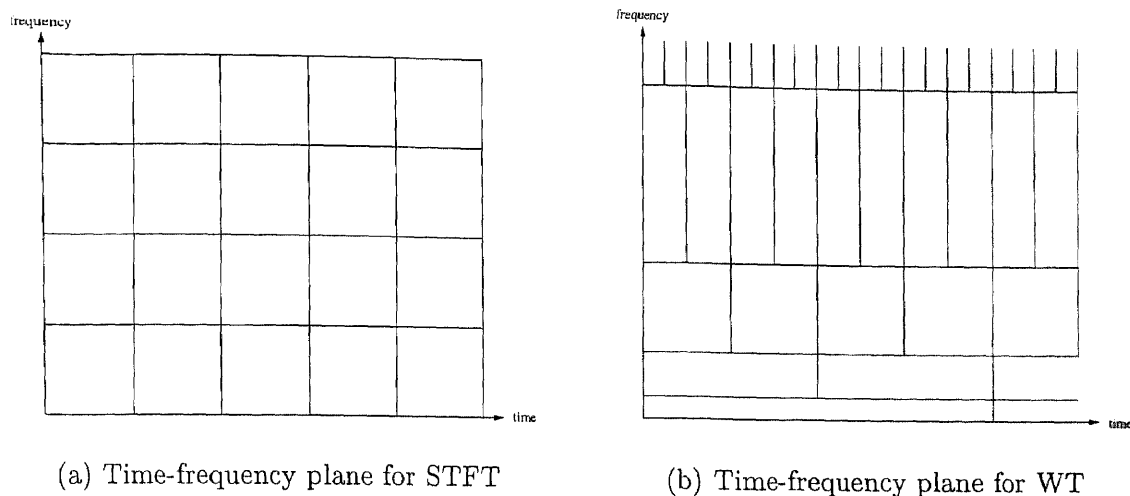 frequency
time
(a) Time-frequency plane for STFT
frequency
time
(b) Time-frequency plane for WT